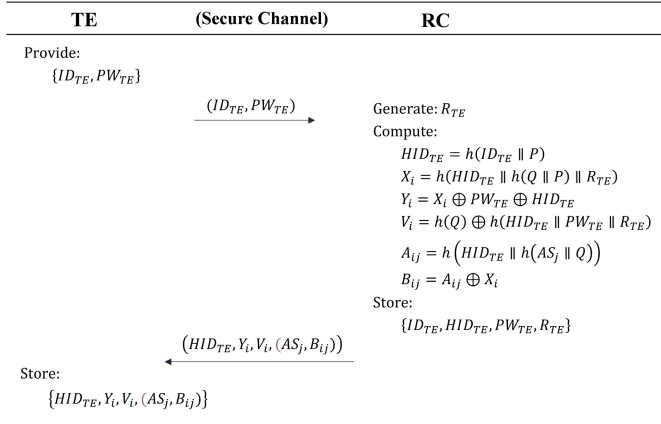 TE (Secure Channel) RC
Provide:
{ID_TE, PW_TE}
(ID_TE, PW_TE)
Generate: R_TE
Compute:
HID_TE = h(ID_TE ∥ P)
X_i = h(HID_TE ∥ h(Q ∥ P) ∥ R_TE)
Y_i = X_i ⊕ PW_TE ⊕ HID_TE
V_i = h(Q) ⊕ h(HID_TE ∥ PW_TE ∥ R_TE)
A_ij = h(HID_TE ∥ h(AS_j ∥ Q))
B_ij = A_ij ⊕ X_i
Store:
{ID_TE, HID_TE, PW_TE, R_TE}
(HID_TE, Y_i, V_i, (AS_j, B_ij))
Store:
{HID_TE, Y_i, V_i, (AS_j, B_ij)}